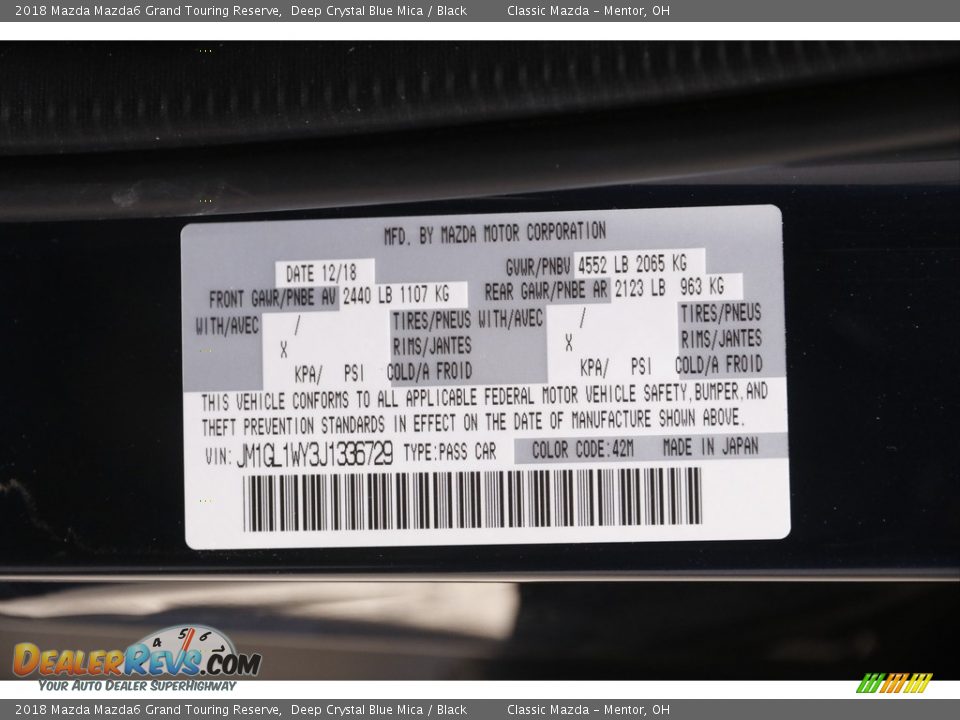 2018 Mazda Mazda6 Grand Touring Reserve, Deep Crystal Blue Mica / Black Classic Mazda – Mentor, OH
MFD. BY MAZDA MOTOR CORPORATION
DATE 12/18 GVWR/PNBV 4552 LB 2065 KG
FRONT GAWR/PNBE AV 2440 LB 1107 KG REAR GAWR/PNBE AR 2123 LB 963 KG
WITH/AVEC / TIRES/PNEUS WITH/AVEC / TIRES/PNEUS
X RIMS/JANTES X RIMS/JANTES
KPA/ PSI COLD/A FROID KPA/ PSI COLD/A FROID
THIS VEHICLE CONFORMS TO ALL APPLICABLE FEDERAL MOTOR VEHICLE SAFETY,BUMPER,AND
THEFT PREVENTION STANDARDS IN EFFECT ON THE DATE OF MANUFACTURE SHOWN ABOVE.
VIN: JM1GL1WY3J1336729 TYPE:PASS CAR COLOR CODE:42M MADE IN JAPAN
4 5 6 7
DEALERREVS.COM
YOUR AUTO DEALER SUPERHIGHWAY
2018 Mazda Mazda6 Grand Touring Reserve, Deep Crystal Blue Mica / Black Classic Mazda – Mentor, OH